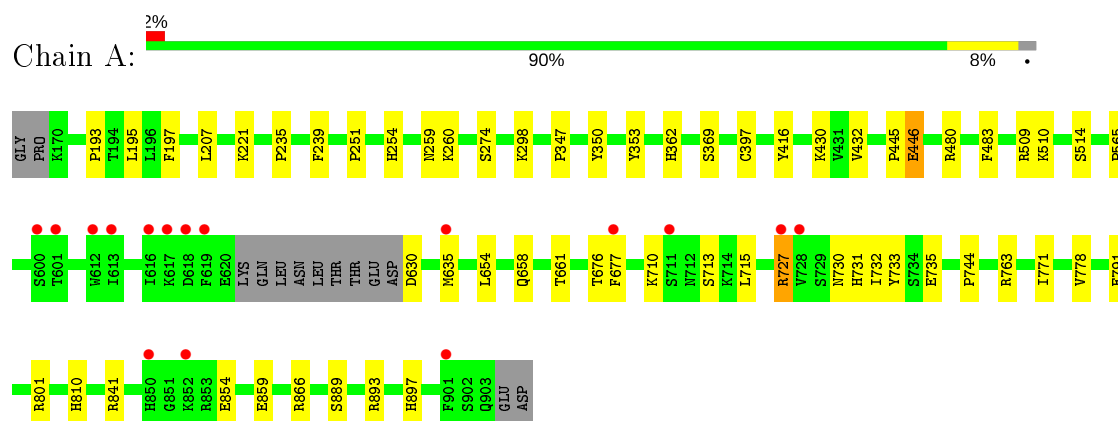 2%
Chain A:
90% 8% •
GLY PRO K170 P193 T194 L195 L196 F197 L207 K221 P235 F239 P251 H254 N259 K260 S274 K298 P347 Y350 Y353 H362 S369 C397 Y416 K430 V431 V432 P445 E446 R480 F483 R509 K510 S514
S600 T601 W612 I613 I616 K617 D618 F619 E620 LYS GLN LEU ASN LEU THR THR GLU ASP D630 M635 L654 Q658 T661 T676 F677 K710 S711 N712 S713 K714 L715 R727 V728 S729 N730 H731 I732 Y733 S734 E735 P744 R763 I771 V778
R801 H810 R841 H850 G851 K852 R853 E854 E859 R866 S889 R893 H897 F901 S902 Q903 GLU ASP